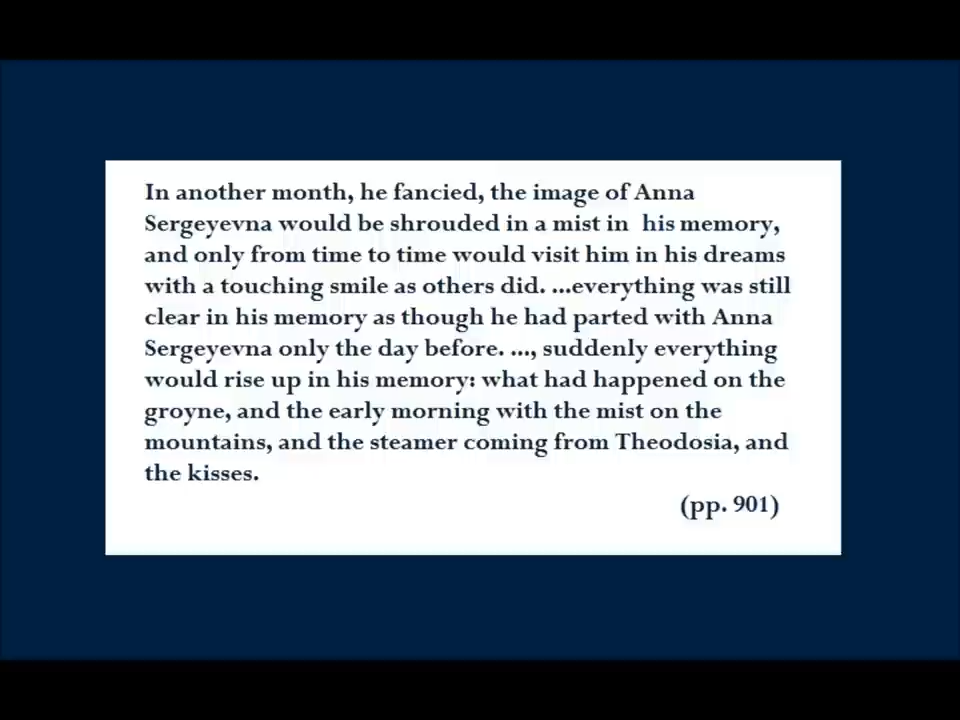 In another month, he fancied, the image of Anna
Sergeyevna would be shrouded in a mist in  his memory,
and only from time to time would visit him in his dreams
with a touching smile as others did. ...everything was still
clear in his memory as though he had parted with Anna
Sergeyevna only the day before. ..., suddenly everything
would rise up in his memory: what had happened on the
groyne, and the early morning with the mist on the
mountains, and the steamer coming from Theodosia, and
the kisses.
(pp. 901)